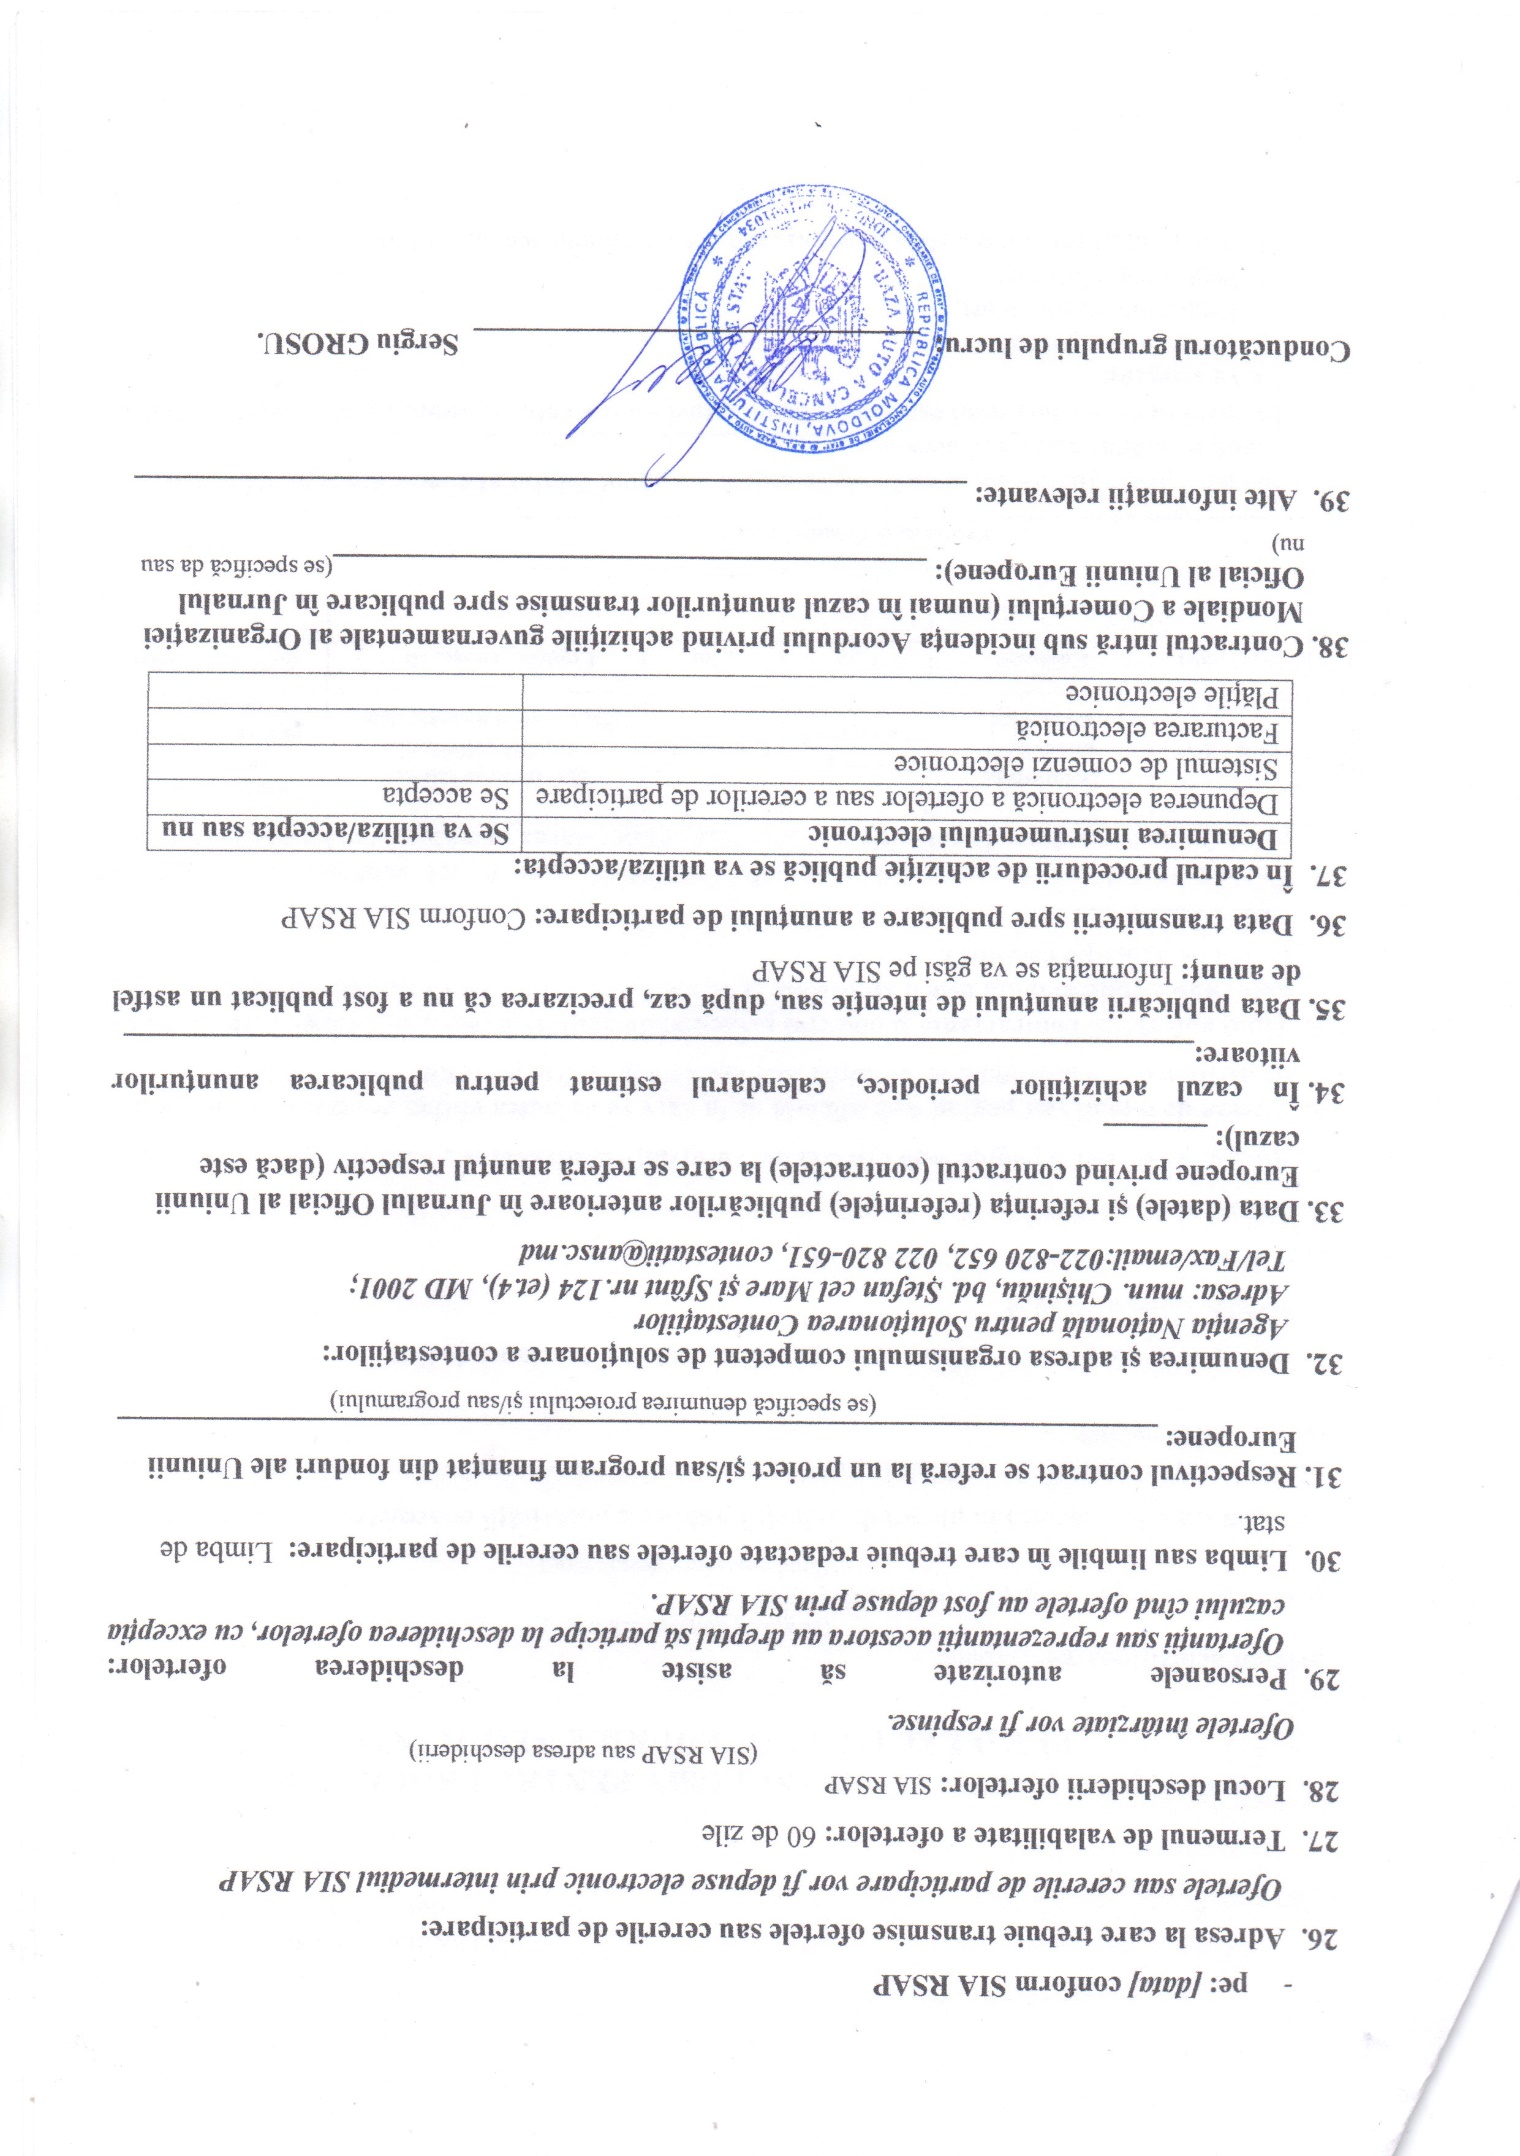 - pe: [data] conform SIA RSAP
26. Adresa la care trebuie transmise ofertele sau cererile de participare:
Ofertele sau cererile de participare vor fi depuse electronic prin intermediul SIA RSAP
27. Termenul de valabilitate a ofertelor: 60 de zile
28. Locul deschiderii ofertelor: SIA RSAP
(SIA RSAP sau adresa deschiderii)
Ofertele întârziate vor fi respinse.
29. Persoanele autorizate să asiste la deschiderea ofertelor:
Ofertanții sau reprezentanții acestora au dreptul să participe la deschiderea ofertelor, cu excepția
cazului cînd ofertele au fost depuse prin SIA RSAP.
30. Limba sau limbile în care trebuie redactate ofertele sau cererile de participare: Limba de
stat.
31. Respectivul contract se referă la un proiect și/sau program finanțat din fonduri ale Uniunii
Europene:
(se specifică denumirea proiectului și/sau programului)
32. Denumirea și adresa organismului competent de soluționare a contestațiilor:
Agenția Națională pentru Soluționarea Contestațiilor
Adresa: mun. Chișinău, bd. Ștefan cel Mare și Sfânt nr.124 (et.4), MD 2001;
Tel/Fax/email:022-820 652, 022 820-651, contestatii@ansc.md
33. Data (datele) și referința (referințele) publicărilor anterioare în Jurnalul Oficial al Uniunii
Europene privind contractul (contractele) la care se referă anunțul respectiv (dacă este
cazul):
34. În cazul achizițiilor periodice, calendarul estimat pentru publicarea anunțurilor
viitoare:
35. Data publicării anunțului de intenție sau, după caz, precizarea că nu a fost publicat un astfel
de anunț: Informația se va găsi pe SIA RSAP
36. Data transmiterii spre publicare a anunțului de participare: Conform SIA RSAP
37. În cadrul procedurii de achiziție publică se va utiliza/accepta:
Denumirea instrumentului electronic Se va utiliza/accepta sau nu
Depunerea electronică a ofertelor sau a cererilor de participare Se accepta
Sistemul de comenzi electronice
Facturarea electronică
Plățile electronice
38. Contractul intră sub incidența Acordului privind achizițiile guvernamentale al Organizației
Mondiale a Comerțului (numai în cazul anunțurilor transmise spre publicare în Jurnalul
Oficial al Uniunii Europene): (se specifică da sau
nu)
39. Alte informații relevante:
Conducătorul grupului de lucru: Sergiu GROSU.
REPUBLICA MOLDOVA, INSTITUȚIA PUBLICĂ
"BAZA AUTO A CANCELARIEI DE STAT"